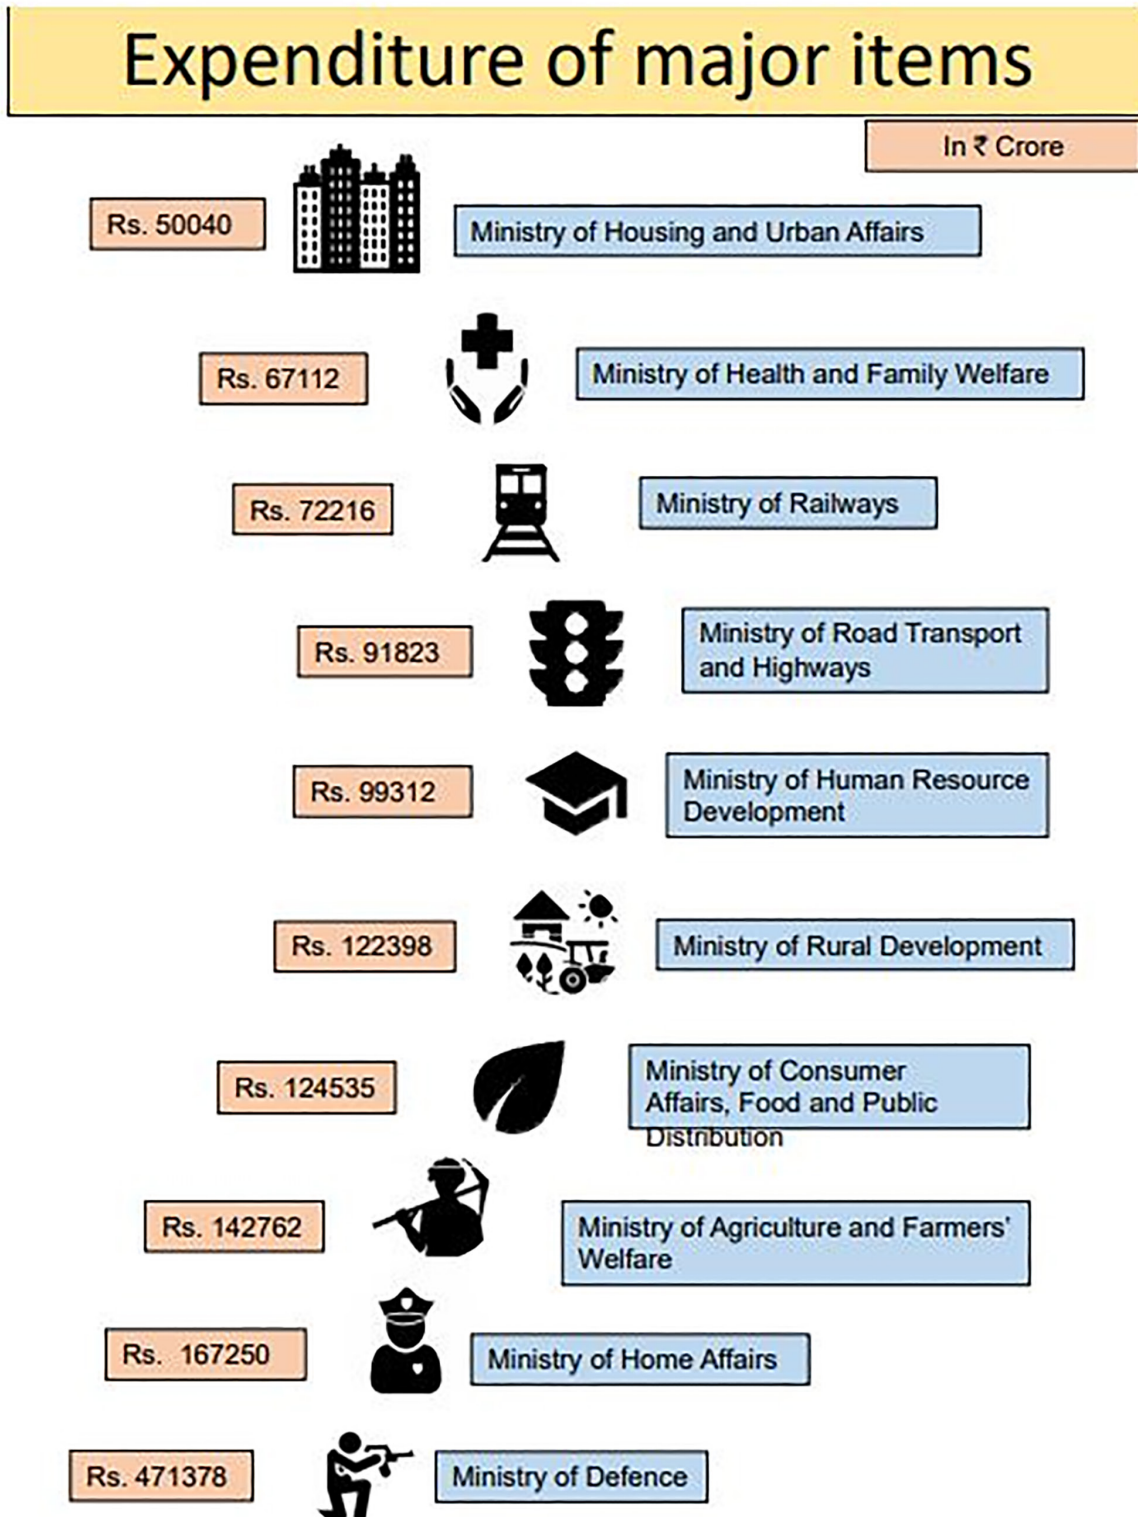 Expenditure of major items
In ₹ Crore
Rs. 50040
Ministry of Housing and Urban Affairs
Rs. 67112
Ministry of Health and Family Welfare
Rs. 72216
Ministry of Railways
Rs. 91823
Ministry of Road Transport
and Highways
Rs. 99312
Ministry of Human Resource
Development
Rs. 122398
Ministry of Rural Development
Rs. 124535
Ministry of Consumer
Affairs, Food and Public
Distribution
Rs. 142762
Ministry of Agriculture and Farmers'
Welfare
Rs. 167250
Ministry of Home Affairs
Rs. 471378
Ministry of Defence